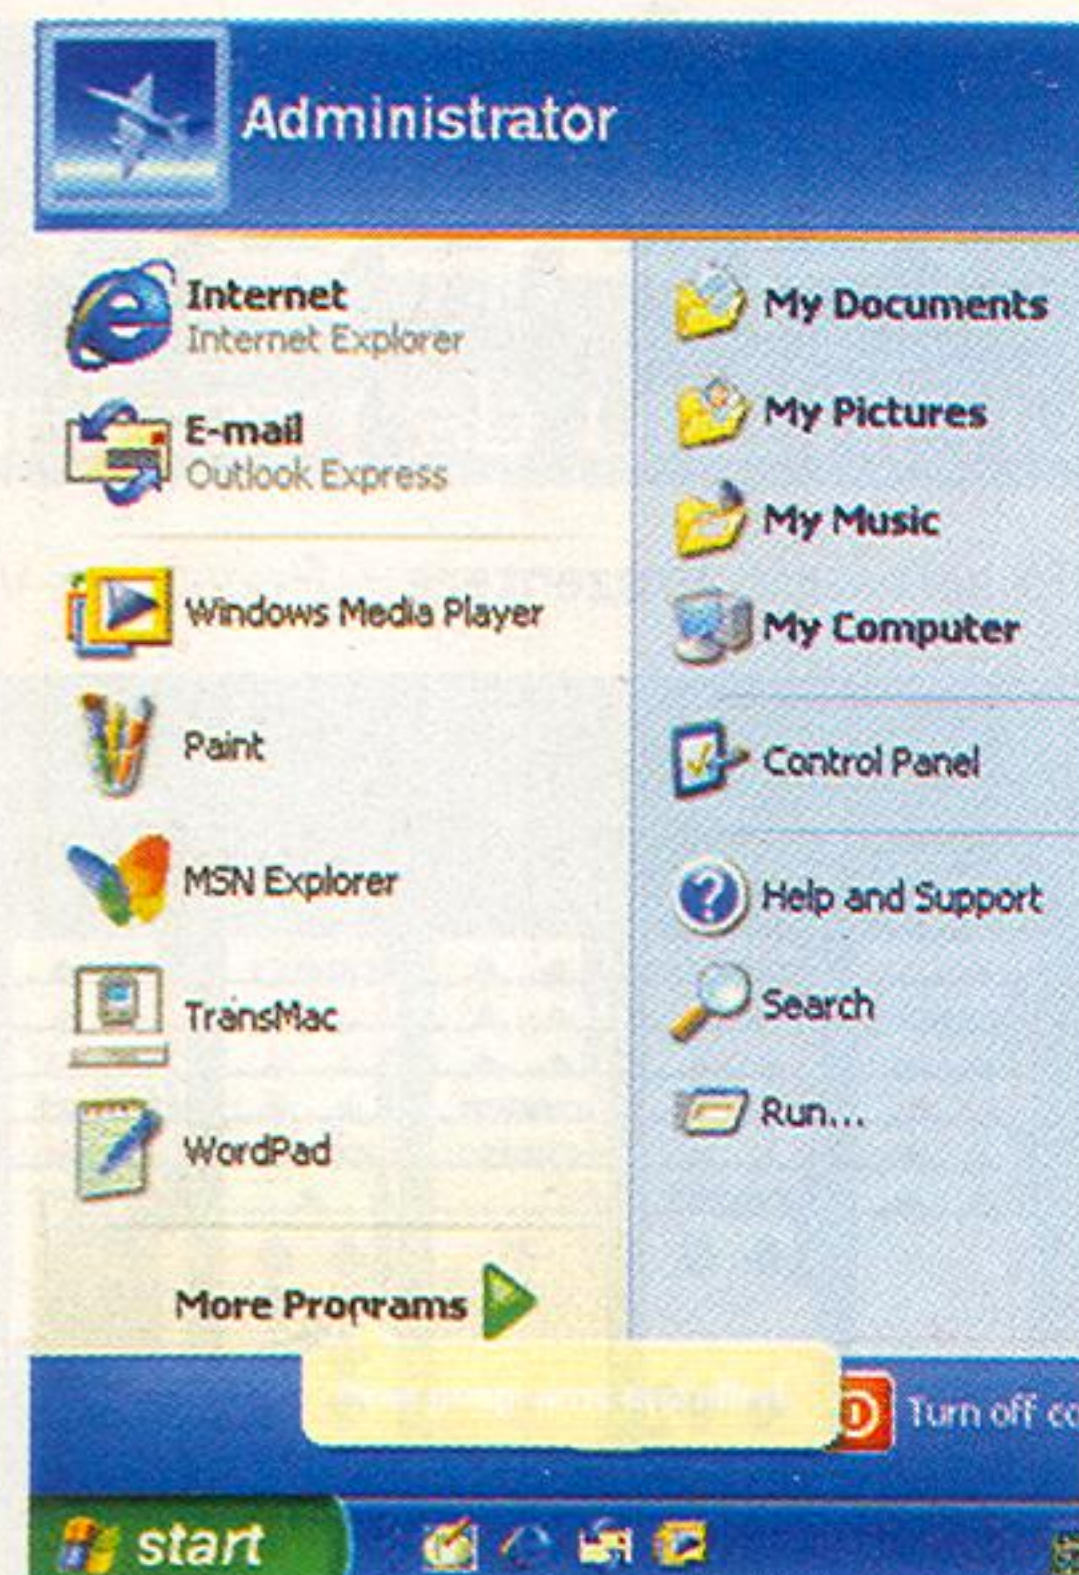 Administrator
Internet
Internet Explorer
E-mail
Outlook Express
Windows Media Player
Paint
MSN Explorer
TransMac
WordPad
More Programs
My Documents
My Pictures
My Music
My Computer
Control Panel
Help and Support
Search
Run...
Turn off co
start